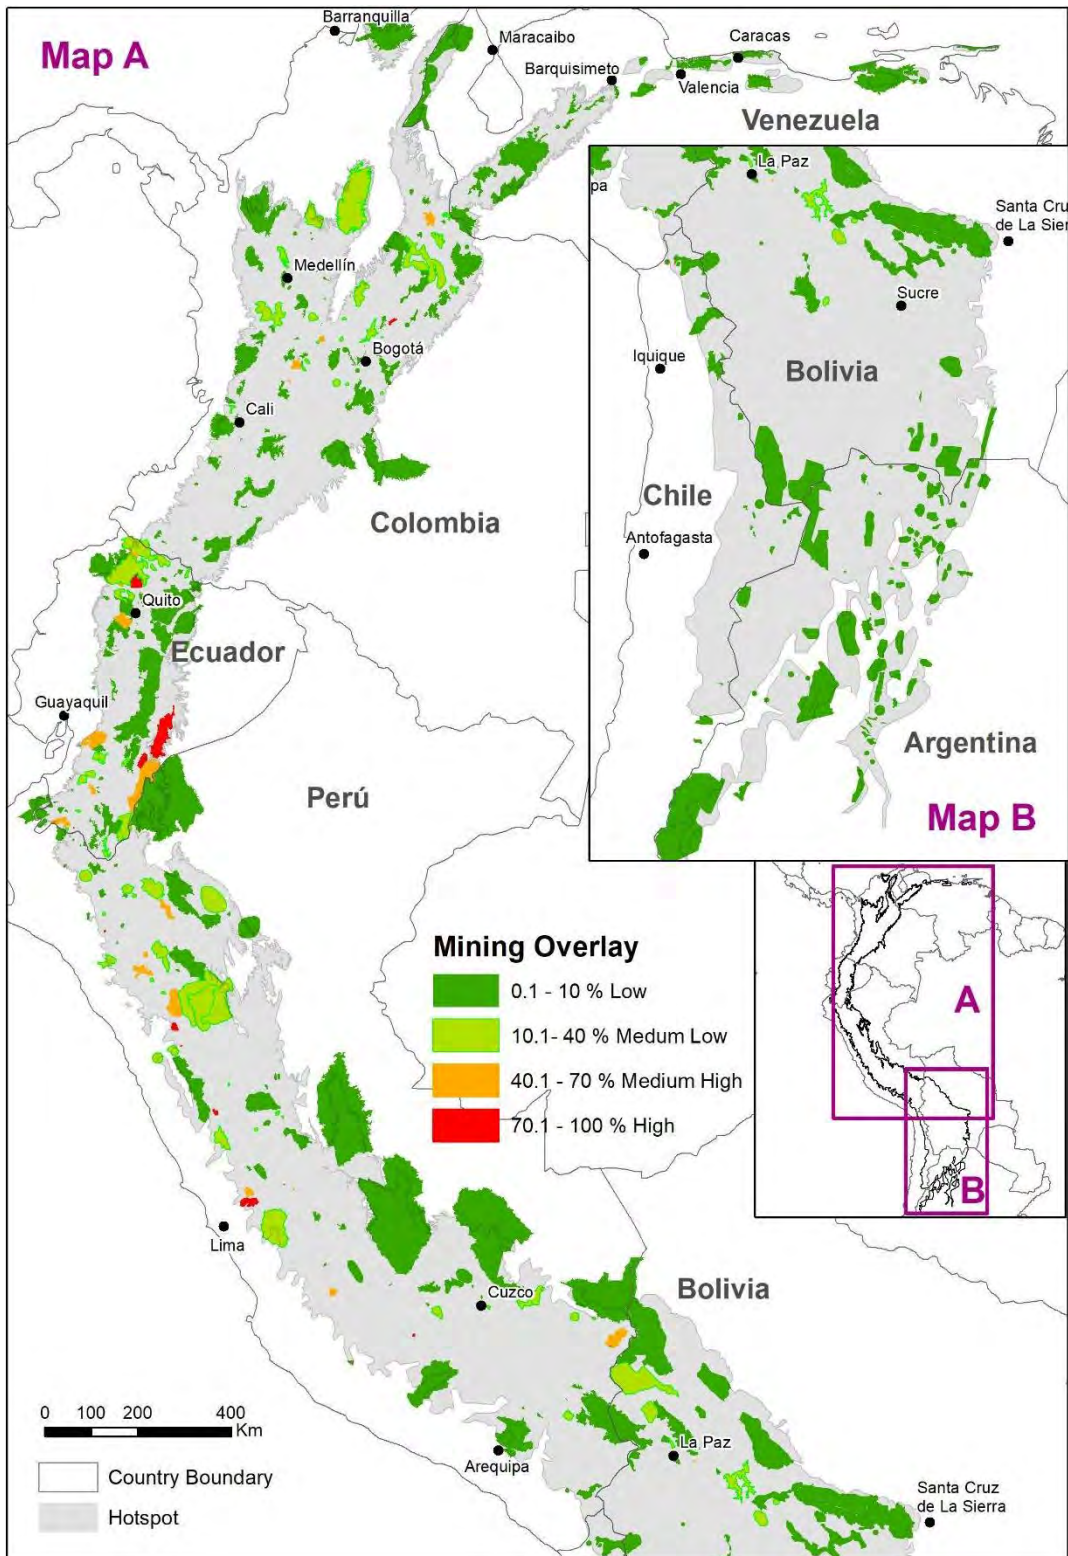 Map A
Barranquilla
Maracaibo
Caracas
Barquisimeto
Valencia
Venezuela
La Paz
pa
Santa Cruz
de La Sierr
Medellín
Sucre
Bogotá
Iquique
Bolivia
Cali
Chile
Colombia
Antofagasta
Quito
Ecuador
Guayaquil
Argentina
Perú
Map B
Mining Overlay
0.1 - 10 % Low
10.1- 40 % Medum Low
40.1 - 70 % Medium High
70.1 - 100 % High
A
B
Lima
Bolivia
Cuzco
0 100 200 400
Km
Country Boundary
Hotspot
Arequipa
La Paz
Santa Cruz
de La Sierra